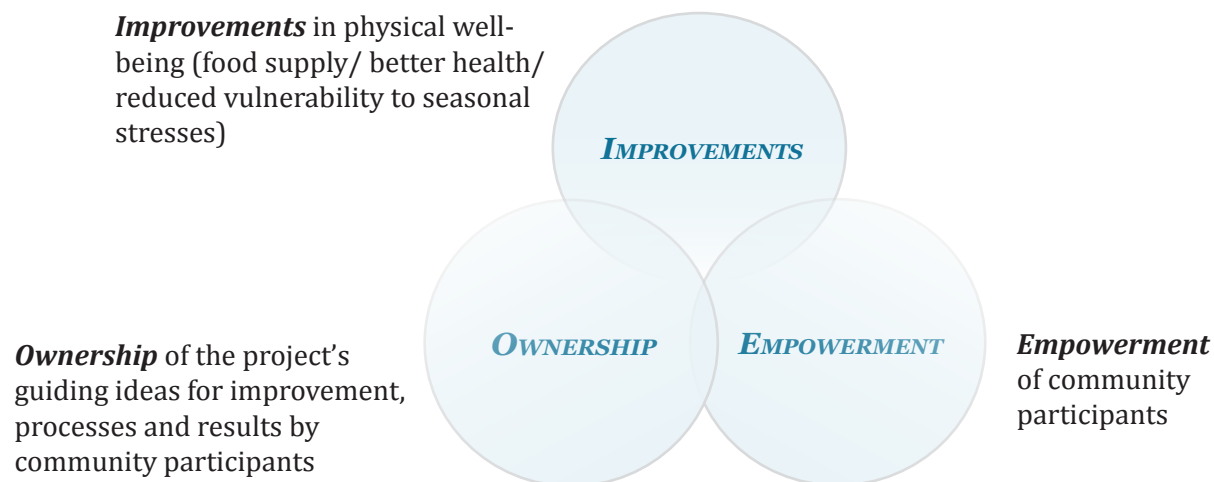 Improvements in physical well-
being (food supply/ better health/
reduced vulnerability to seasonal
stresses)
IMPROVEMENTS
OWNERSHIP
EMPOWERMENT
Ownership of the project's
guiding ideas for improvement,
processes and results by
community participants
Empowerment
of community
participants